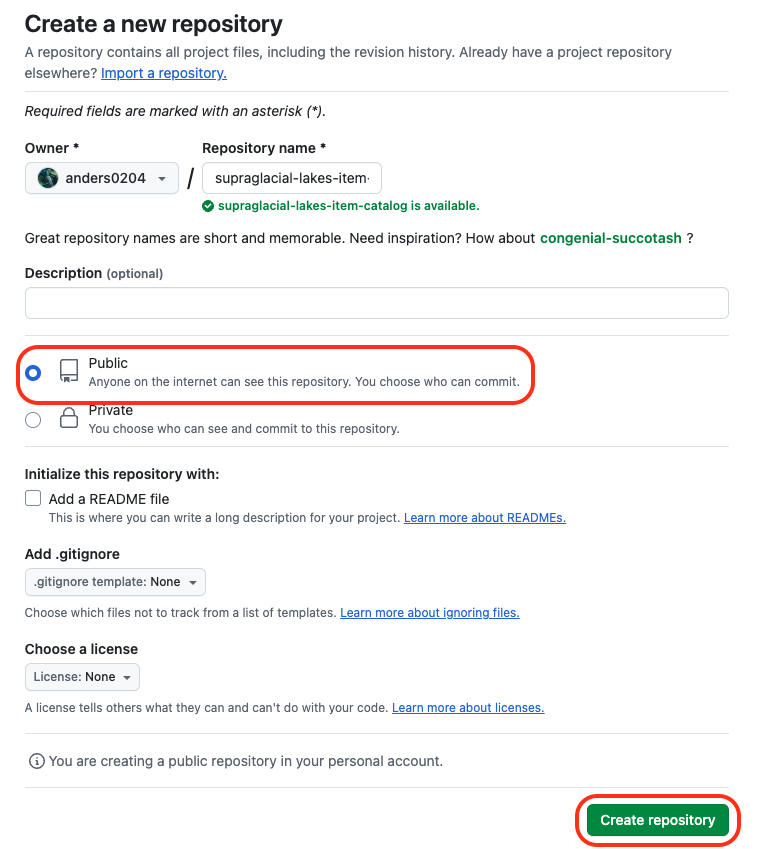 Create a new repository
A repository contains all project files, including the revision history. Already have a project repository
elsewhere? Import a repository.
Required fields are marked with an asterisk (*).
Owner *
Repository name *
anders0204
/
supraglacial-lakes-item-
supraglacial-lakes-item-catalog is available.
Great repository names are short and memorable. Need inspiration? How about congenial-succotash ?
Description (optional)
Public
Anyone on the internet can see this repository. You choose who can commit.
Private
You choose who can see and commit to this repository.
Initialize this repository with:
Add a README file
This is where you can write a long description for your project. Learn more about READMEs.
Add .gitignore
.gitignore template: None
Choose which files not to track from a list of templates. Learn more about ignoring files.
Choose a license
License: None
A license tells others what they can and can't do with your code. Learn more about licenses.
You are creating a public repository in your personal account.
Create repository